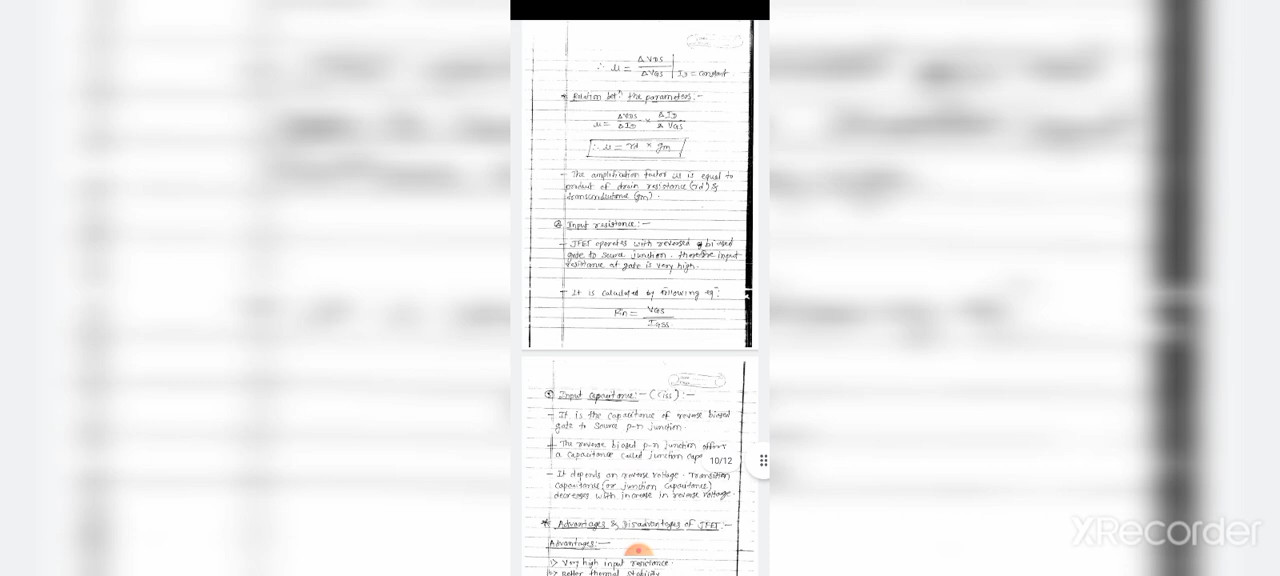 ∴ μ = ΔVDS / ΔVGS | ID = constant
* Relation betn the parameters:-
μ = ΔVDS / ΔID × ΔID / ΔVGS
∴ μ = rd × gm
- The amplification factor μ is equal to
product of drain resistance (rd) &
transconductance (gm).
Input resistance:-
- JFET operates with reversed biased
gate to source junction. therefore input
resistance at gate is very high.
- It is calculated by following eqn:
Rin = VGS / IGSS
Input capacitance:- (Ciss):-
- It is the capacitance of reverse biased
gate to source p-n junction.
- The reverse biased p-n junction offers
a capacitance called junction cap
10/12
- It depends on reverse voltage. Transition
capacitance (or junction capacitance)
decreases with increase in reverse voltage.
* Advantages & Disadvantages of JFET:-
Advantages:-
Very high input resistance.
Better thermal stability
XRecorder